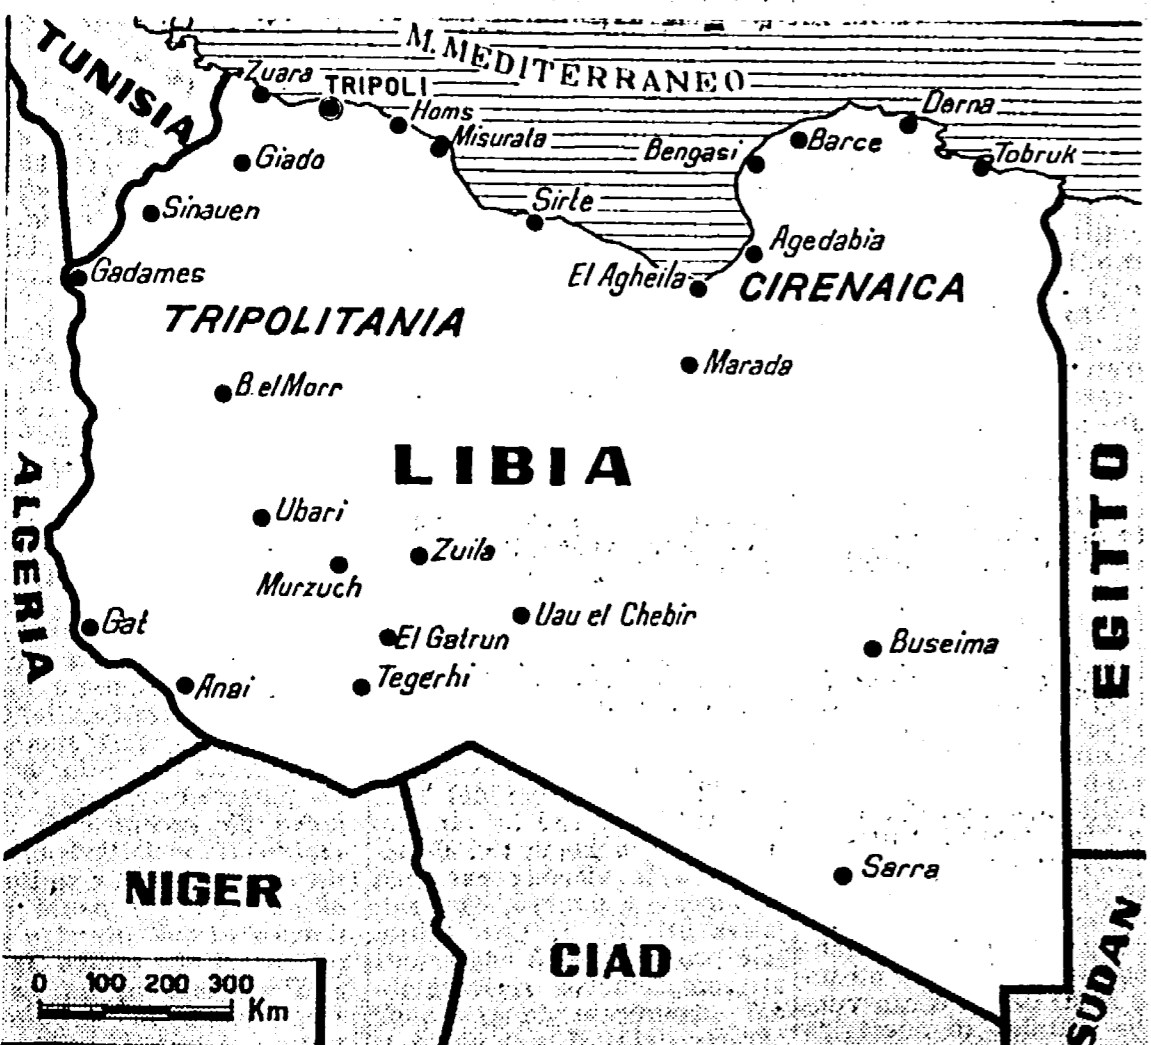 M. MEDITERRANEO
TUNISIA
Zuara
TRIPOLI
Homs
Misurata
Giado
Sinauen
Gadames
Sirte
Bengasi
Barce
Derna
Tobruk
Agedabia
El Agheila
CIRENAICA
TRIPOLITANIA
Marada
B. el Morr
LIBIA
ALGERIA
EGITTO
Ubari
Zuila
Murzuch
Gat
El Gatrun
Uau el Chebir
Buseima
Anai
Tegerhi
Sarra
NIGER
CIAD
SUDAN
0 100 200 300
Km